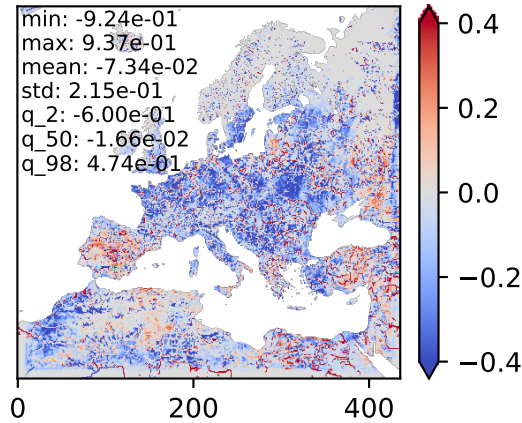 min: -9.24e-01
max: 9.37e-01
mean: -7.34e-02
std: 2.15e-01
q_2: -6.00e-01
q_50: -1.66e-02
q_98: 4.74e-01
0.4
0.2
0.0
−0.2
−0.4
0 200 400